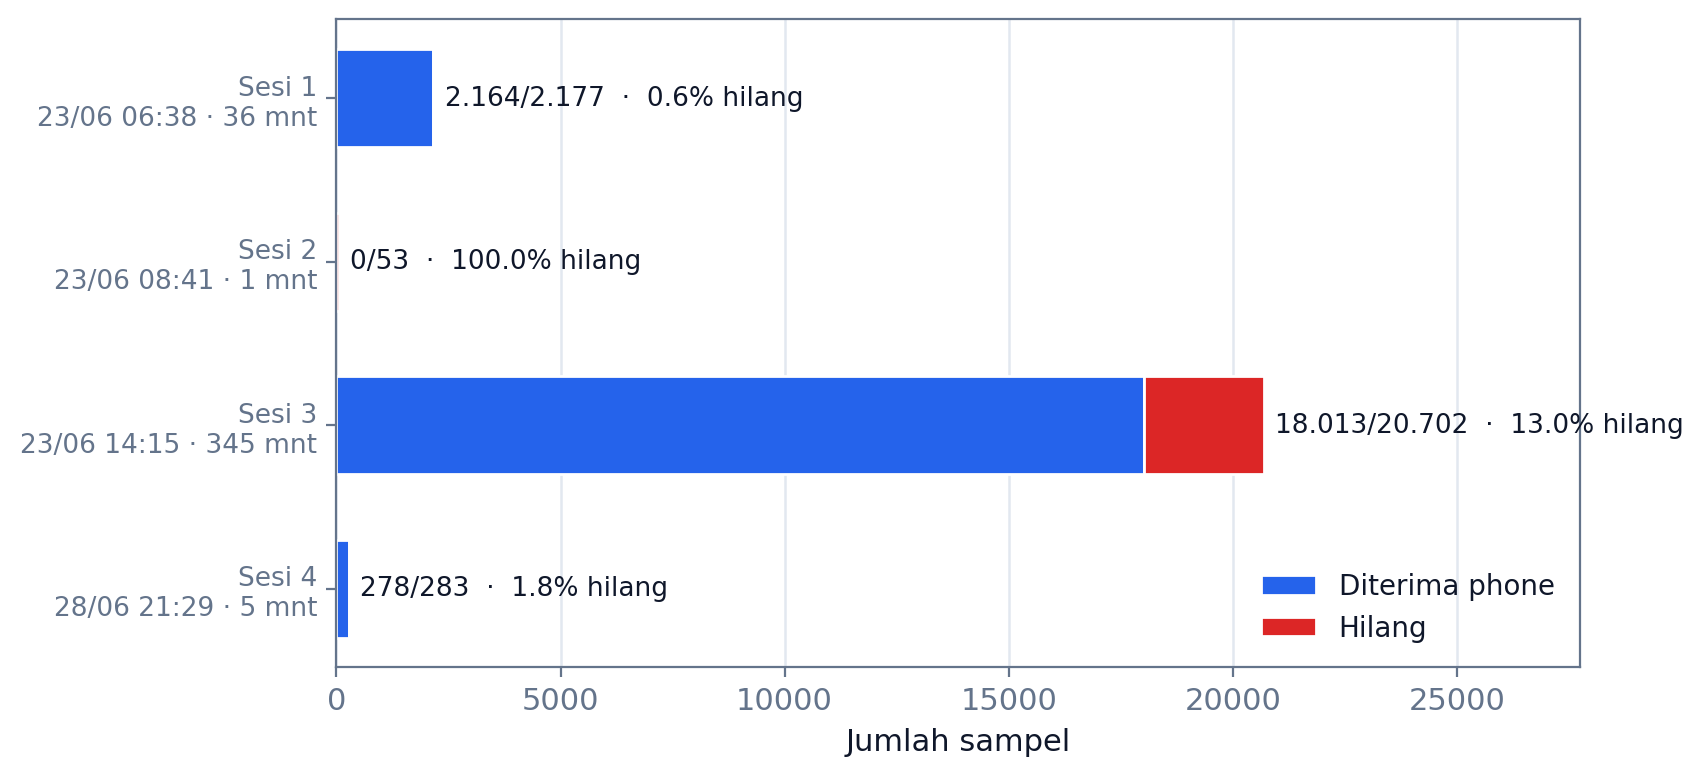 Sesi 1
23/06 06:38 · 36 mnt
2.164/2.177 · 0.6% hilang
Sesi 2
23/06 08:41 · 1 mnt
0/53 · 100.0% hilang
Sesi 3
23/06 14:15 · 345 mnt
18.013/20.702 · 13.0% hilang
Sesi 4
28/06 21:29 · 5 mnt
278/283 · 1.8% hilang
Diterima phone
Hilang
0 5000 10000 15000 20000 25000
Jumlah sampel